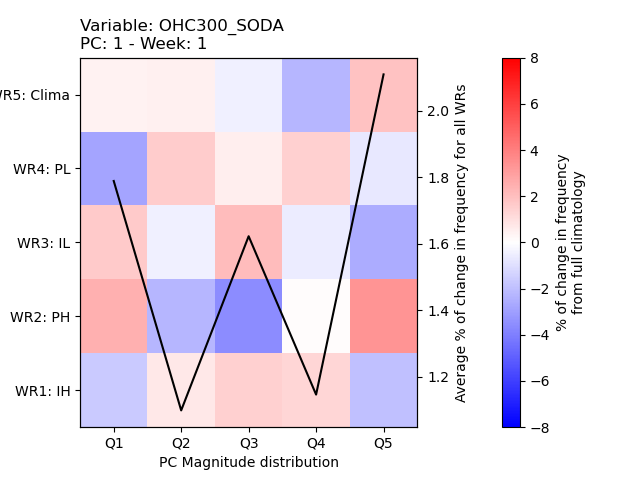 Variable: OHC300_SODA
PC: 1 - Week: 1
R5: Clima
WR4: PL
WR3: IL
WR2: PH
WR1: IH
Q1 Q2 Q3 Q4 Q5
PC Magnitude distribution
2.0
1.8
1.6
1.4
1.2
Average % of change in frequency for all WRs
8
6
4
2
0
−2
−4
−6
−8
% of change in frequency
from full climatology